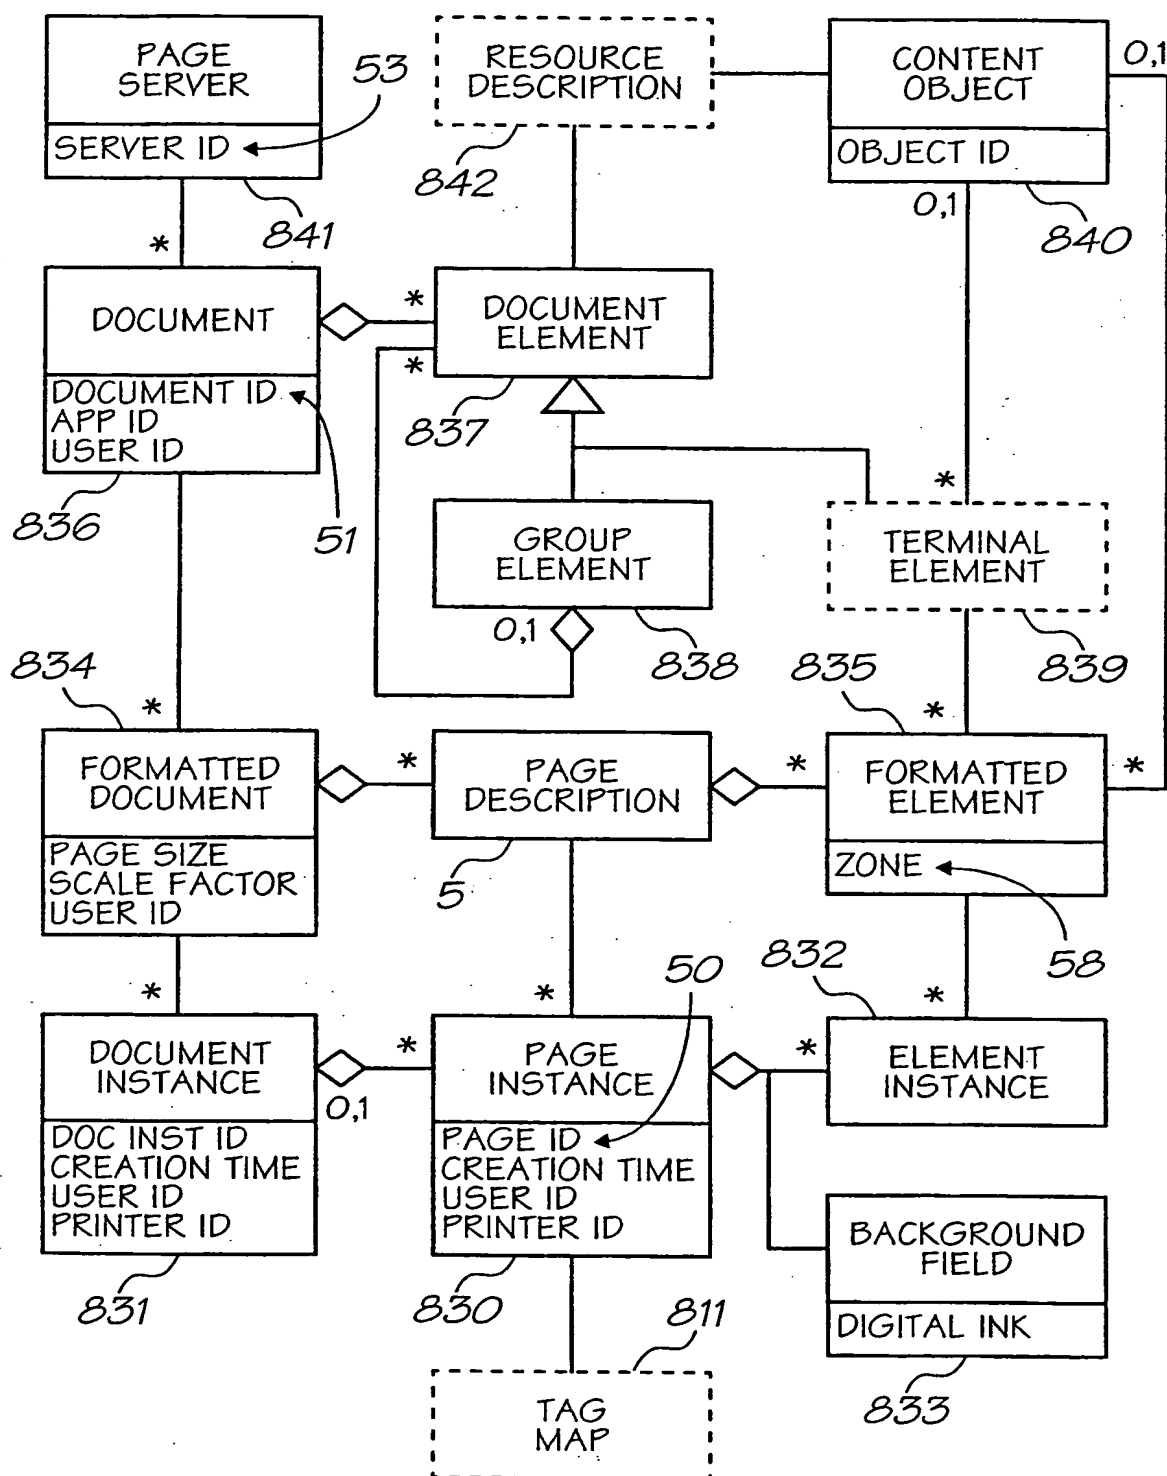 PAGE
SERVER
SERVER ID
53
841
*
RESOURCE
DESCRIPTION
842
CONTENT
OBJECT
OBJECT ID
0,1
0,1
840
DOCUMENT
DOCUMENT ID
APP ID
USER ID
836
51
*
*
DOCUMENT
ELEMENT
837
GROUP
ELEMENT
0,1
838
*
TERMINAL
ELEMENT
839
834
*
FORMATTED
DOCUMENT
PAGE SIZE
SCALE FACTOR
USER ID
*
PAGE
DESCRIPTION
5
835
*
*
*
FORMATTED
ELEMENT
ZONE
58
*
DOCUMENT
INSTANCE
DOC INST ID
CREATION TIME
USER ID
PRINTER ID
831
0,1
*
*
50
PAGE
INSTANCE
PAGE ID
CREATION TIME
USER ID
PRINTER ID
830
832
*
*
ELEMENT
INSTANCE
BACKGROUND
FIELD
DIGITAL INK
833
811
TAG
MAP